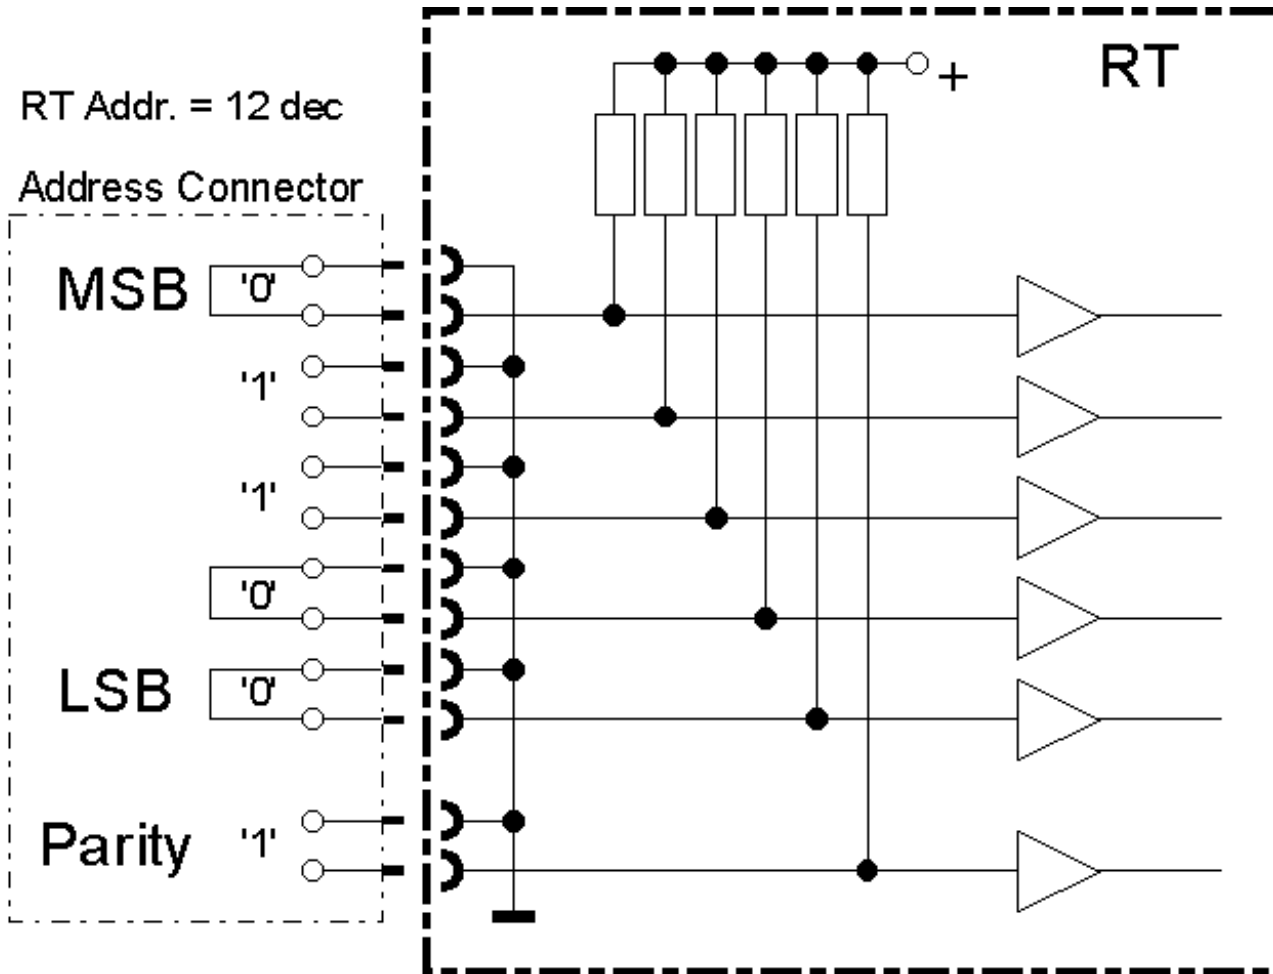 RT
+
RT Addr. = 12 dec
Address Connector
MSB '0'
'1'
'1'
'0'
LSB '0'
Parity '1'